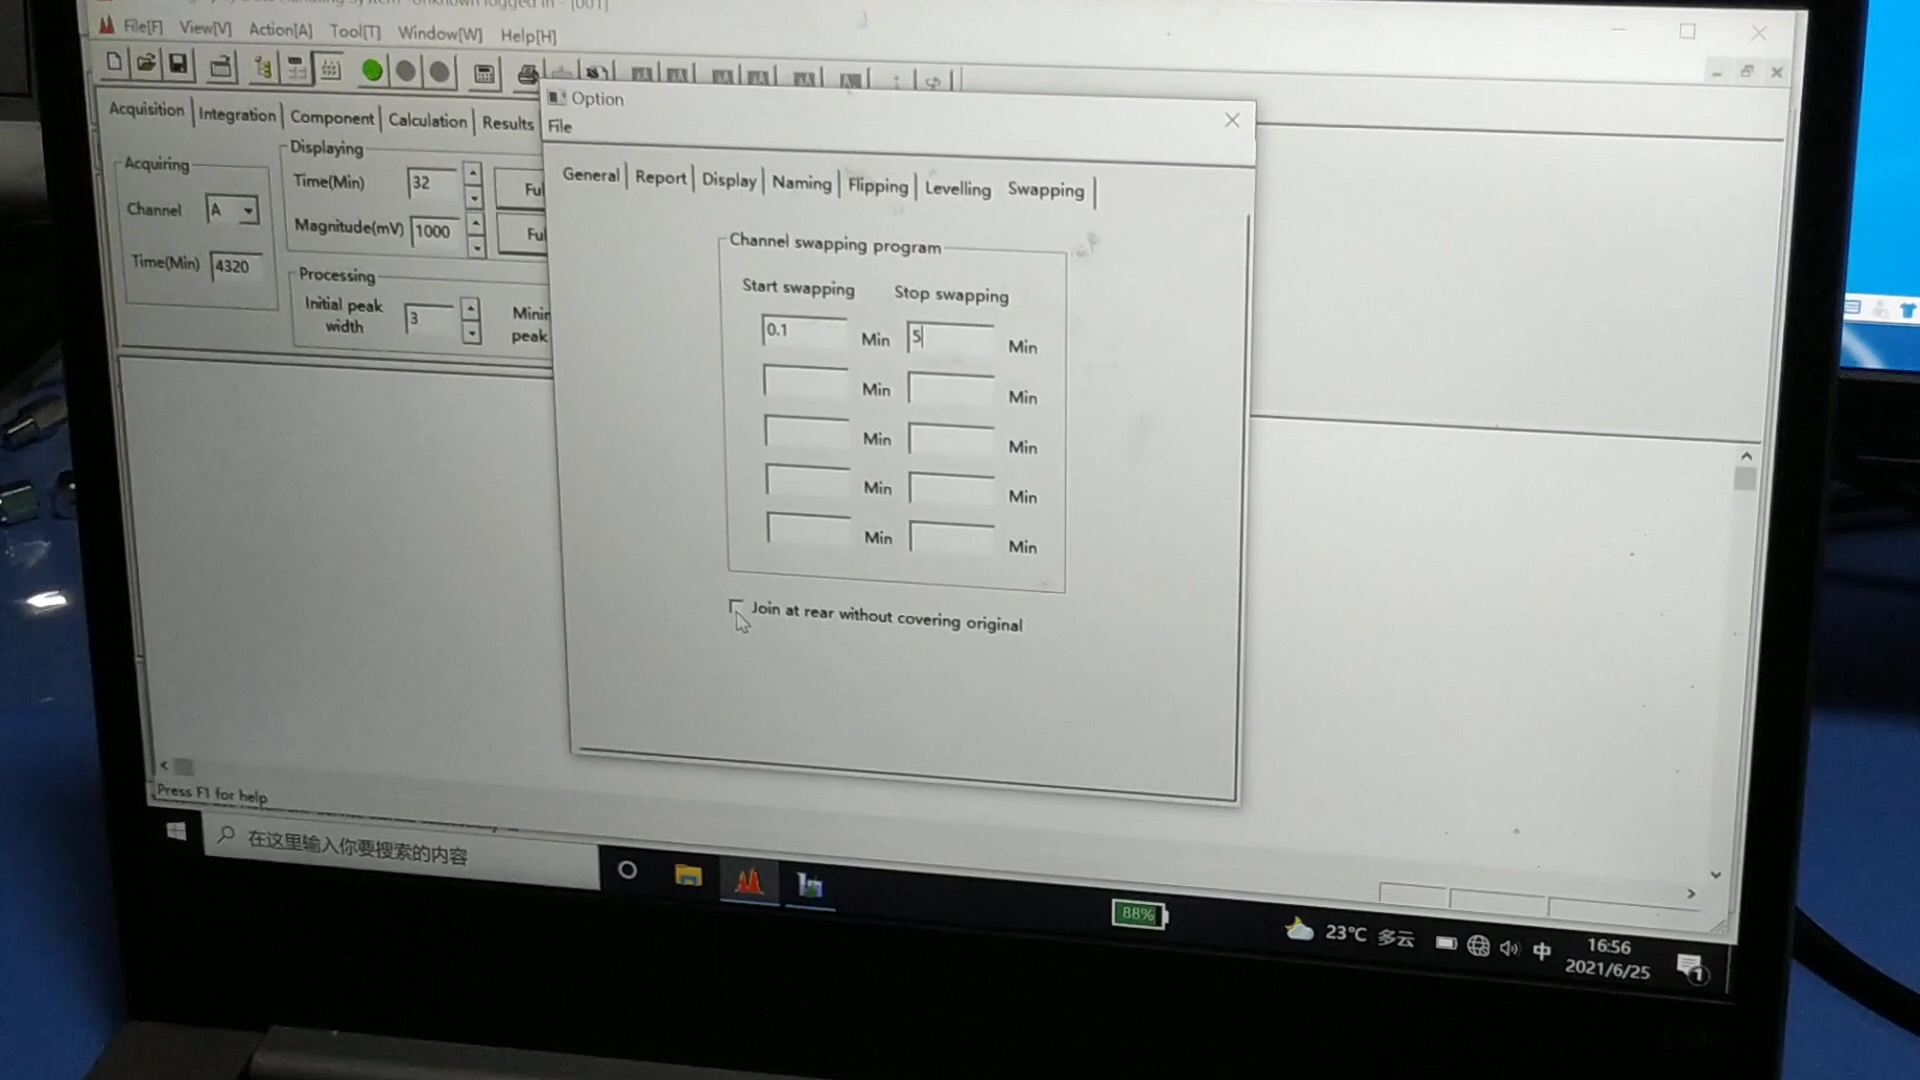 File[F] View[V] Action[A] Tool[T] Window[W] Help[H]
Acquisition Integration Component Calculation Results
Acquiring
Channel A
Time(Min) 4320
Displaying
Time(Min) 32
Magnitude(mV) 1000
Processing
Initial peak
width
3
peak
Option
File
General Report Display Naming Flipping Levelling Swapping
Channel swapping program
Start swapping Stop swapping
0.1 Min 5 Min
Min Min
Min Min
Min Min
Min Min
Join at rear without covering original
Press F1 for help
在这里输入你要搜索的内容
88%
23℃ 多云
中
16:56
2021/6/25
1